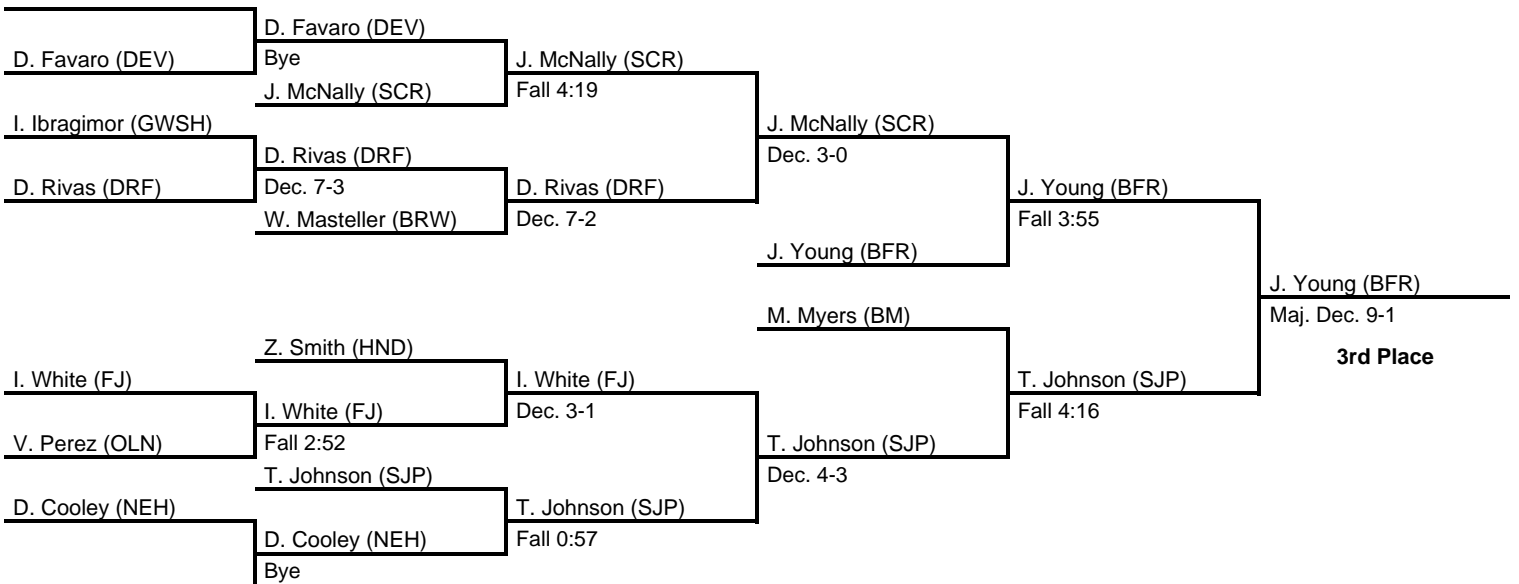 D. Favaro (DEV)
D. Favaro (DEV)
Bye
J. McNally (SCR)
J. McNally (SCR)
Fall 4:19
I. Ibragimor (GWSH)
J. McNally (SCR)
Dec. 3-0
D. Rivas (DRF)
D. Rivas (DRF)
Dec. 7-3
D. Rivas (DRF)
J. Young (BFR)
W. Masteller (BRW)
Dec. 7-2
Fall 3:55
J. Young (BFR)
J. Young (BFR)
M. Myers (BM)
Maj. Dec. 9-1
Z. Smith (HND)
3rd Place
I. White (FJ)
I. White (FJ)
T. Johnson (SJP)
I. White (FJ)
Dec. 3-1
Fall 4:16
V. Perez (OLN)
Fall 2:52
T. Johnson (SJP)
T. Johnson (SJP)
Dec. 4-3
D. Cooley (NEH)
T. Johnson (SJP)
D. Cooley (NEH)
Fall 0:57
Bye